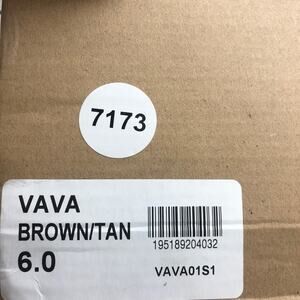 7173
VAVA
BROWN/TAN
6.0
195189204032
VAVA01S1